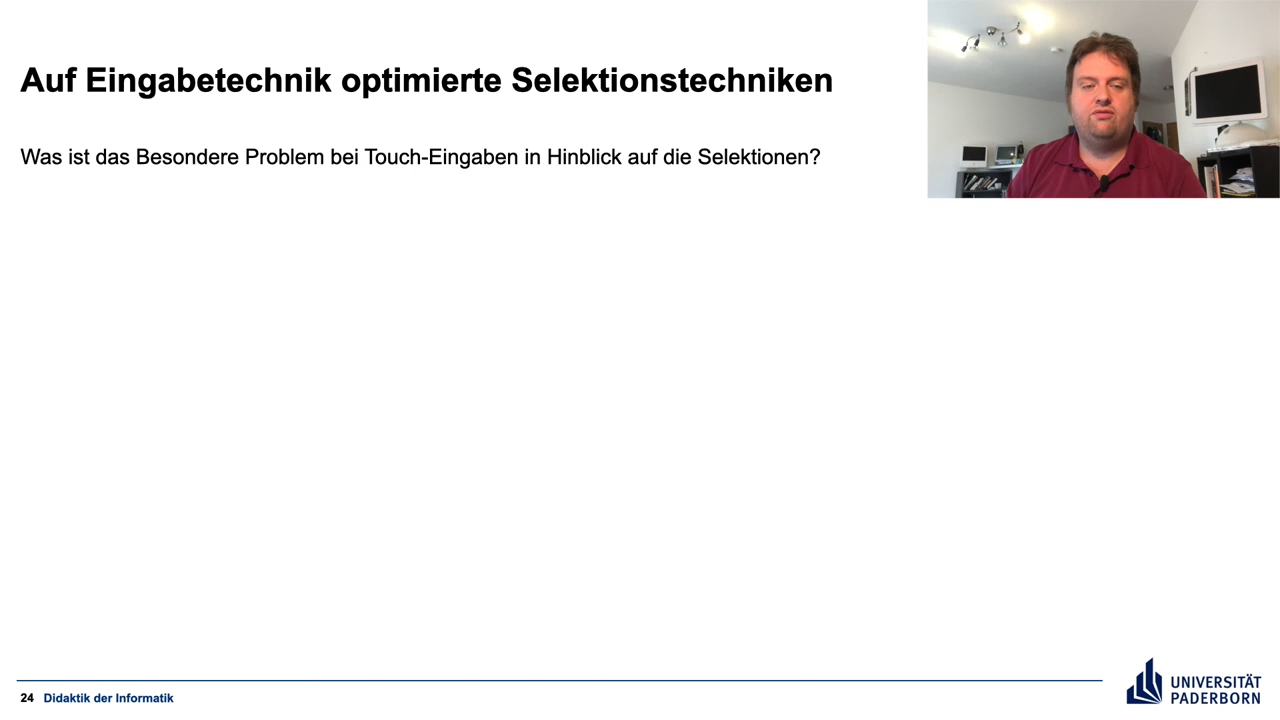 Auf Eingabetechnik optimierte Selektionstechniken
Was ist das Besondere Problem bei Touch-Eingaben in Hinblick auf die Selektionen?
24 Didaktik der Informatik
UNIVERSITÄT
PADERBORN